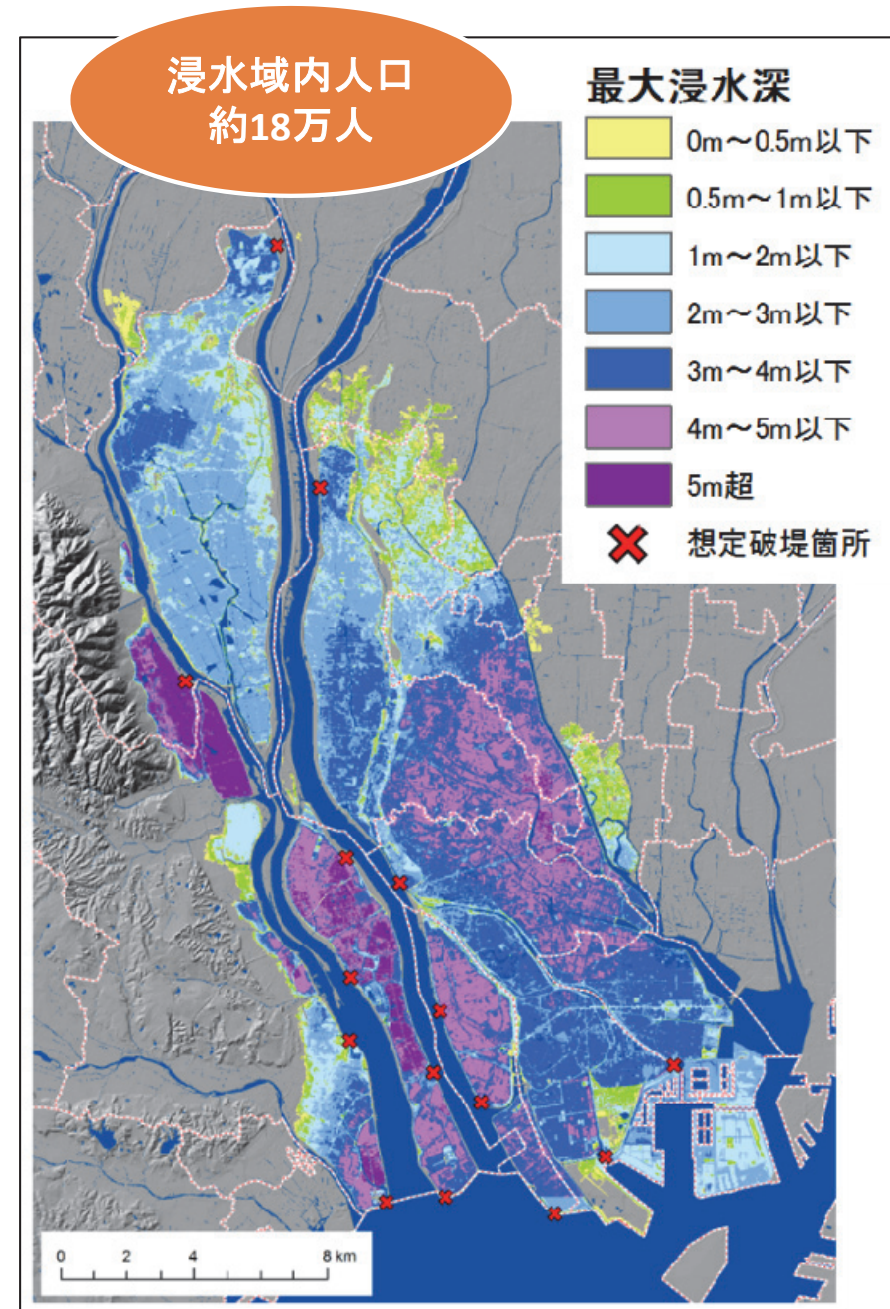 浸水域内人口
約18万人
最大浸水深
0m～0.5m以下
0.5m～1m以下
1m～2m以下
2m～3m以下
3m～4m以下
4m～5m以下
5m超
想定破堤箇所
0 2 4 8 km